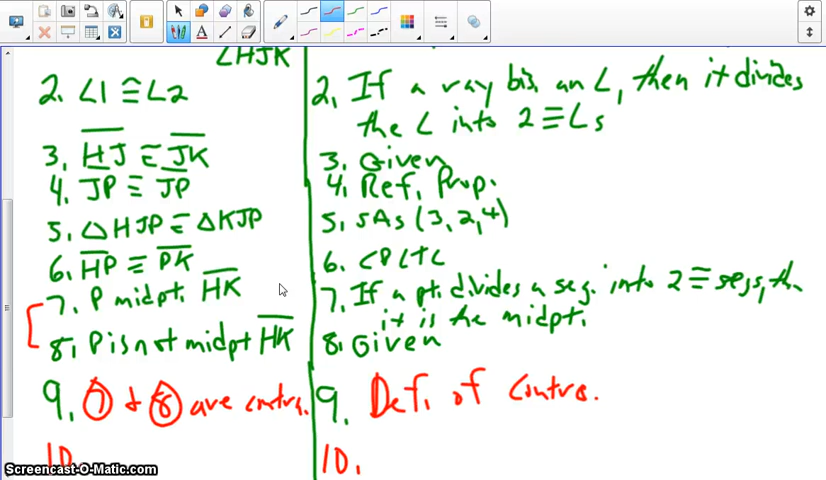 ∠HJK
2. ∠1 ≅ ∠2
2, If a ray bis. an ∠, then it divides
the ∠ into 2 ≅ ∠s
3. HJ ≅ JK
3. Given
4. JP ≅ JP
4. Ref. Prop.
5. △HJP ≅ △KJP
5. SAS (3, 2, 4)
6. HP ≅ PK
6. CPCTC
7. P midpt. HK
7. If a pt. divides a seg. into 2 ≅ segs, th
it is the midpt.
8. P is not midpt HK
8. Given
9. 7 + 8 are contra.
9. Def. of contra.
10.
10.
Screencast-O-Matic.com